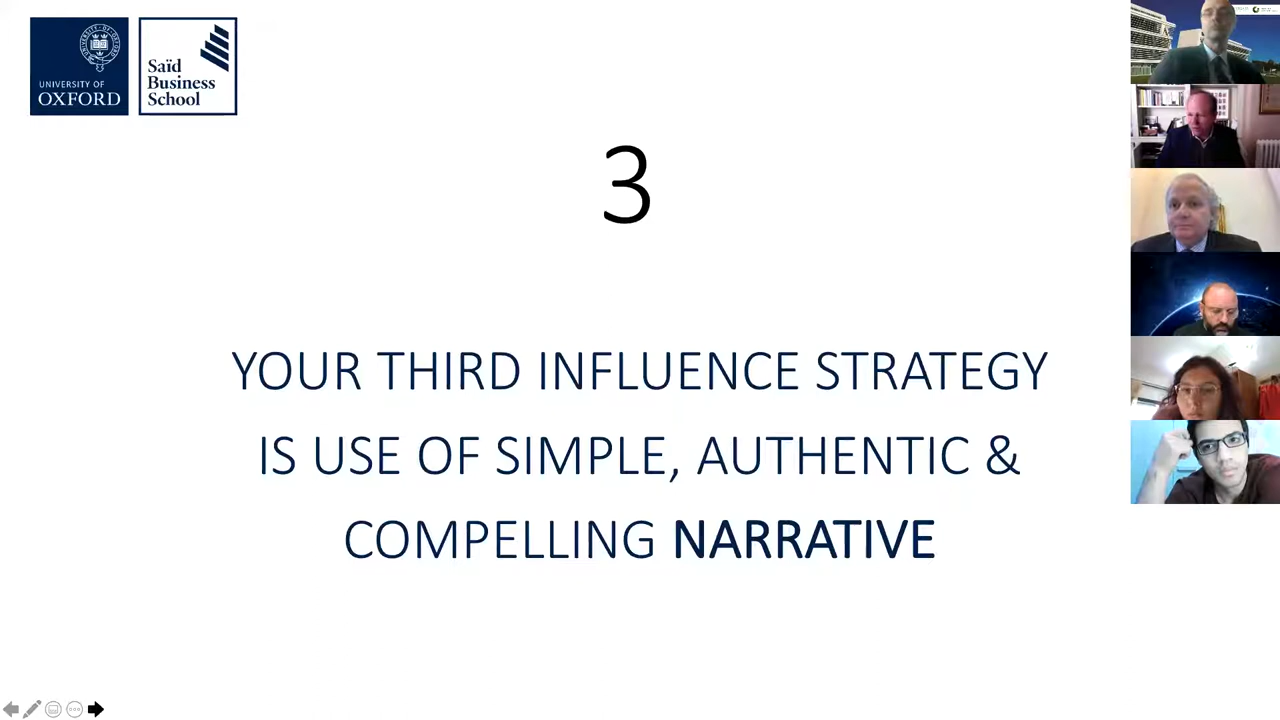 UNIVERSITY OF
OXFORD
Saïd
Business
School
3
YOUR THIRD INFLUENCE STRATEGY
IS USE OF SIMPLE, AUTHENTIC &
COMPELLING NARRATIVE